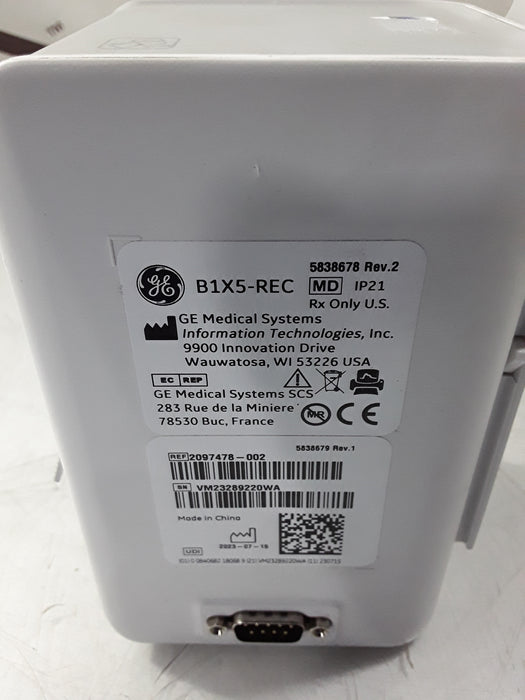 GE B1X5-REC
5838678 Rev.2
MD IP21
Rx Only U.S.
GE Medical Systems
Information Technologies, Inc.
9900 Innovation Drive
Wauwatosa, WI 53226 USA
EC REP
GE Medical Systems SCS
283 Rue de la Miniere
78530 Buc, France
MR CE
5838679 Rev.1
REF 2097478-002
SN VM23289220WA
Made in China
2023-07-15
UDI